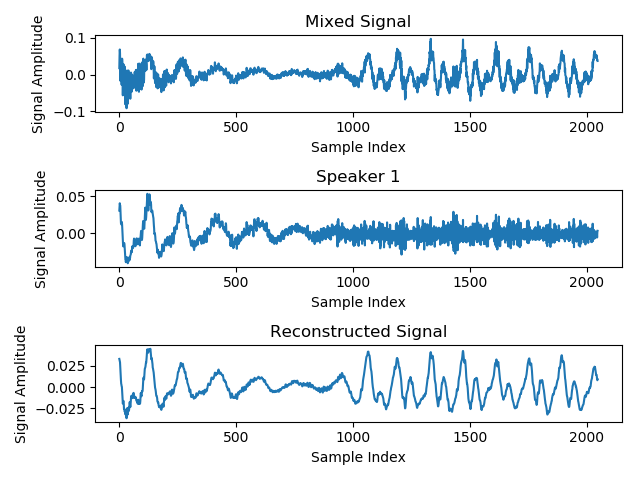 Mixed Signal
Signal Amplitude
0.1
0.0
−0.1
0 500 1000 1500 2000
Sample Index
Speaker 1
Signal Amplitude
0.05
0.00
0 500 1000 1500 2000
Sample Index
Reconstructed Signal
Signal Amplitude
0.025
0.000
−0.025
0 500 1000 1500 2000
Sample Index